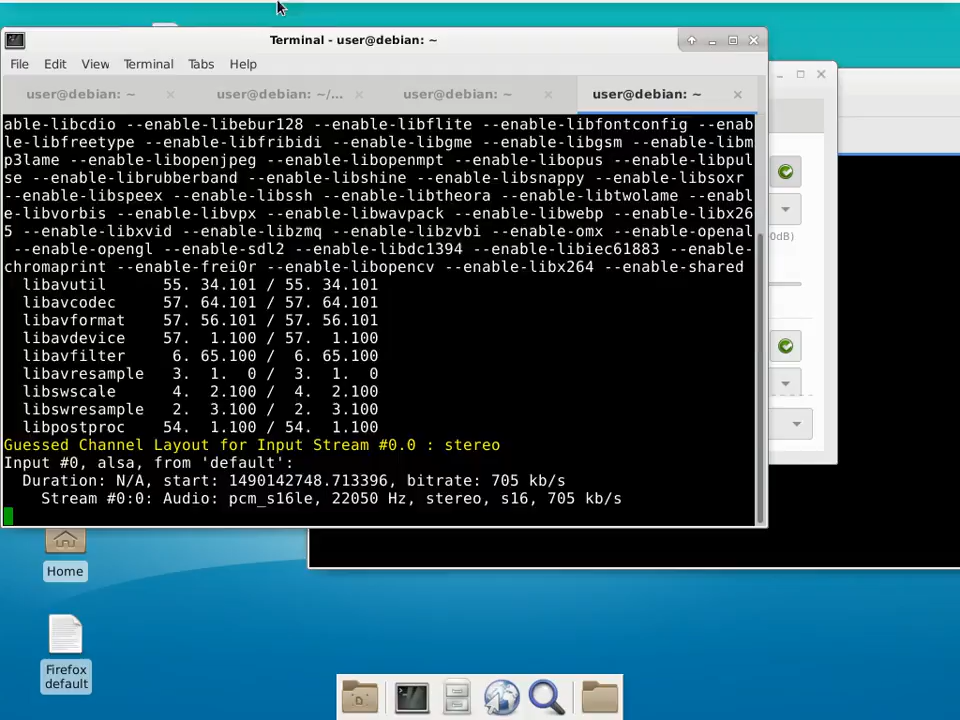 Terminal - user@debian: ~
File Edit View Terminal Tabs Help
user@debian: ~ user@debian: ~/... user@debian: ~ user@debian: ~
able-libcdio --enable-libebur128 --enable-libflite --enable-libfontconfig --enab
le-libfreetype --enable-libfribidi --enable-libgme --enable-libgsm --enable-libm
p3lame --enable-libopenjpeg --enable-libopenmpt --enable-libopus --enable-libpul
se --enable-librubberband --enable-libshine --enable-libsnappy --enable-libsoxr
--enable-libspeex --enable-libssh --enable-libtheora --enable-libtwolame --enabl
e-libvorbis --enable-libvpx --enable-libwavpack --enable-libwebp --enable-libx26
5 --enable-libxvid --enable-libzmq --enable-libzvbi --enable-omx --enable-openal
--enable-opengl --enable-sdl2 --enable-libdc1394 --enable-libiec61883 --enable-
chromaprint --enable-frei0r --enable-libopencv --enable-libx264 --enable-shared
libavutil 55. 34.101 / 55. 34.101
libavcodec 57. 64.101 / 57. 64.101
libavformat 57. 56.101 / 57. 56.101
libavdevice 57. 1.100 / 57. 1.100
libavfilter 6. 65.100 / 6. 65.100
libavresample 3. 1. 0 / 3. 1. 0
libswscale 4. 2.100 / 4. 2.100
libswresample 2. 3.100 / 2. 3.100
libpostproc 54. 1.100 / 54. 1.100
Guessed Channel Layout for Input Stream #0.0 : stereo
Input #0, alsa, from 'default':
Duration: N/A, start: 1490142748.713396, bitrate: 705 kb/s
Stream #0:0: Audio: pcm_s16le, 22050 Hz, stereo, s16, 705 kb/s
0dB)
Home
Firefox
default